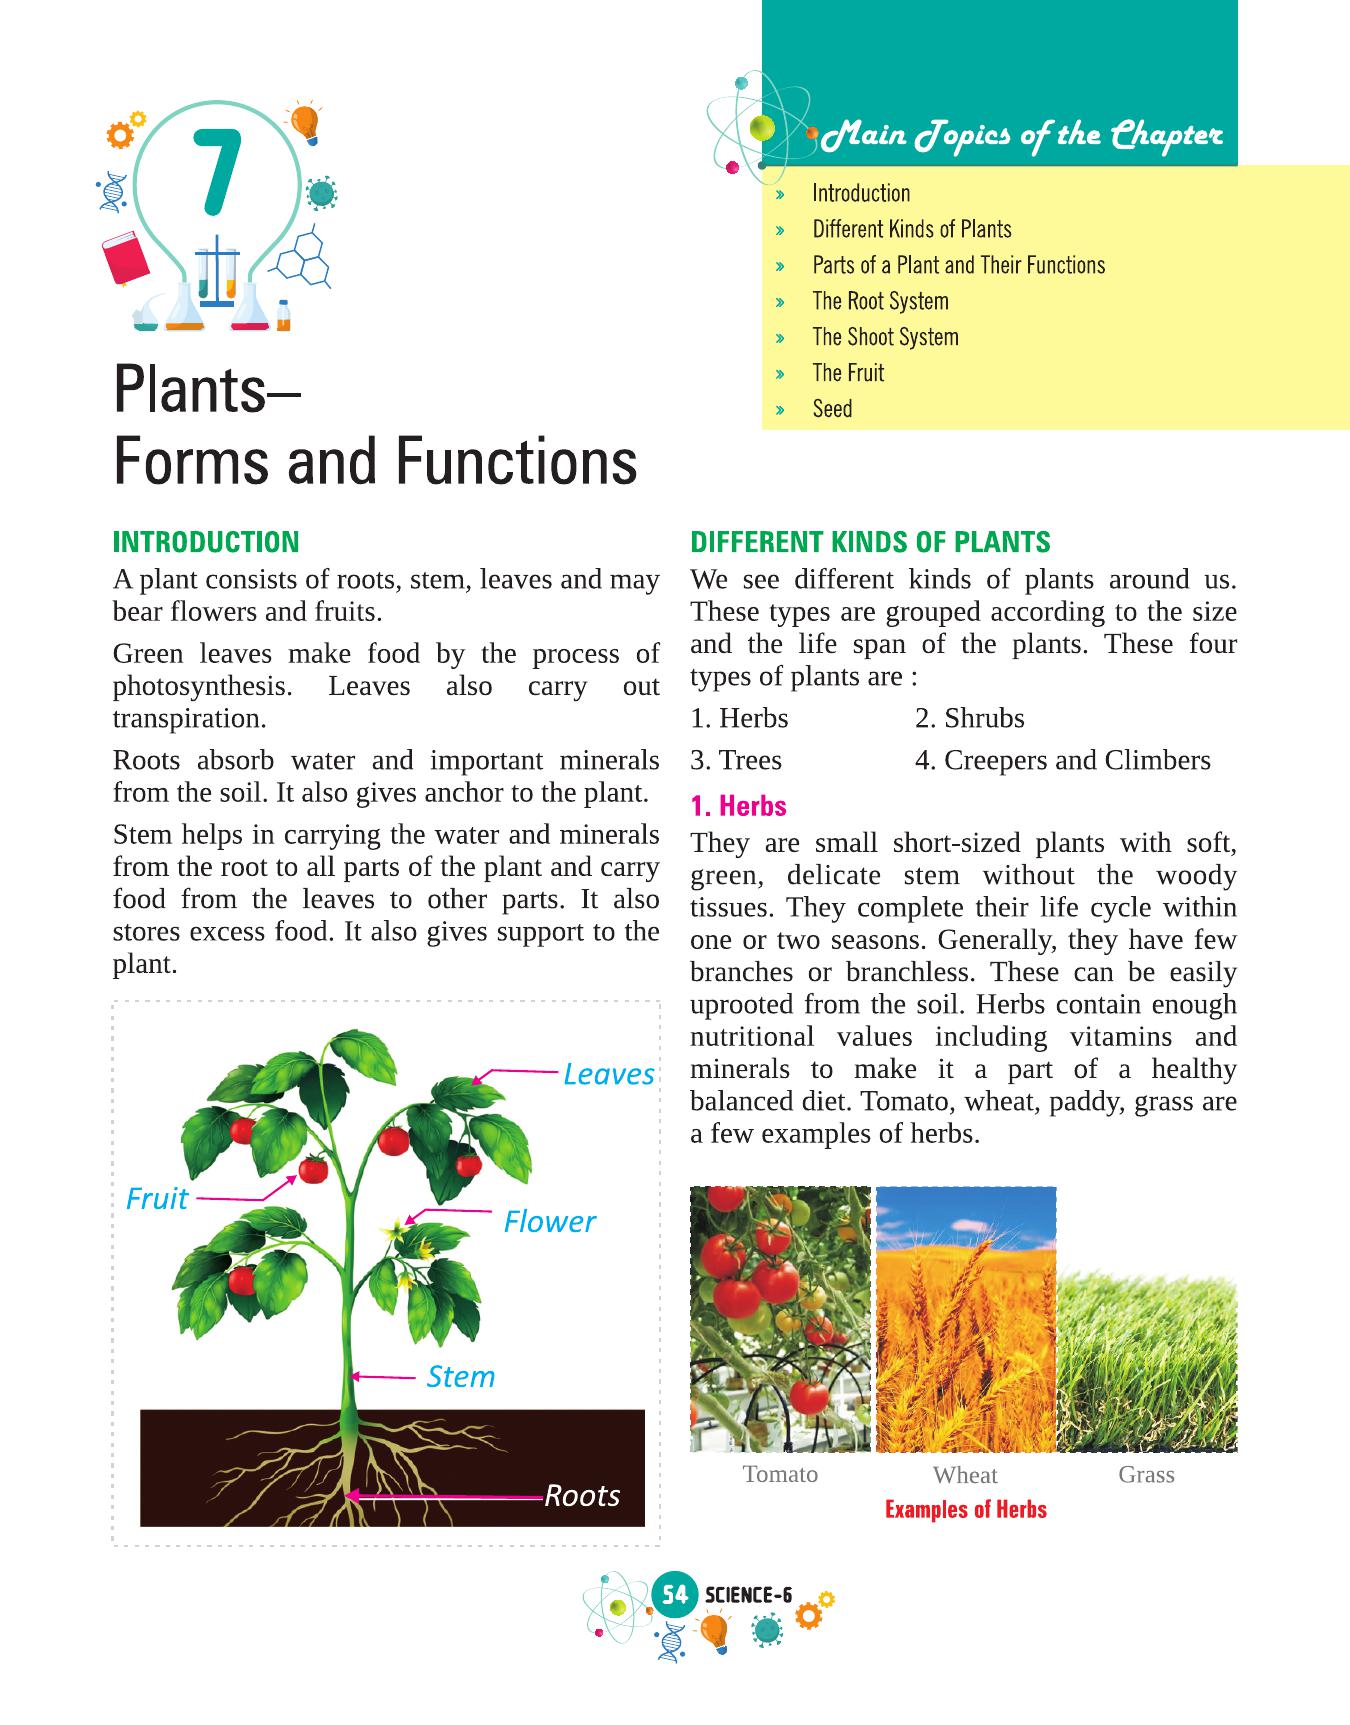 7
Main Topics of the Chapter
» Introduction
» Different Kinds of Plants
» Parts of a Plant and Their Functions
» The Root System
» The Shoot System
» The Fruit
» Seed
Plants–
Forms and Functions
INTRODUCTION
A plant consists of roots, stem, leaves and may
bear flowers and fruits.
Green leaves make food by the process of
photosynthesis. Leaves also carry out
transpiration.
Roots absorb water and important minerals
from the soil. It also gives anchor to the plant.
Stem helps in carrying the water and minerals
from the root to all parts of the plant and carry
food from the leaves to other parts. It also
stores excess food. It also gives support to the
plant.
Leaves
Fruit
Flower
Stem
Roots
DIFFERENT KINDS OF PLANTS
We see different kinds of plants around us.
These types are grouped according to the size
and the life span of the plants. These four
types of plants are :
1. Herbs 2. Shrubs
3. Trees 4. Creepers and Climbers
1. Herbs
They are small short-sized plants with soft,
green, delicate stem without the woody
tissues. They complete their life cycle within
one or two seasons. Generally, they have few
branches or branchless. These can be easily
uprooted from the soil. Herbs contain enough
nutritional values including vitamins and
minerals to make it a part of a healthy
balanced diet. Tomato, wheat, paddy, grass are
a few examples of herbs.
Tomato Wheat Grass
Examples of Herbs
54 SCIENCE-6